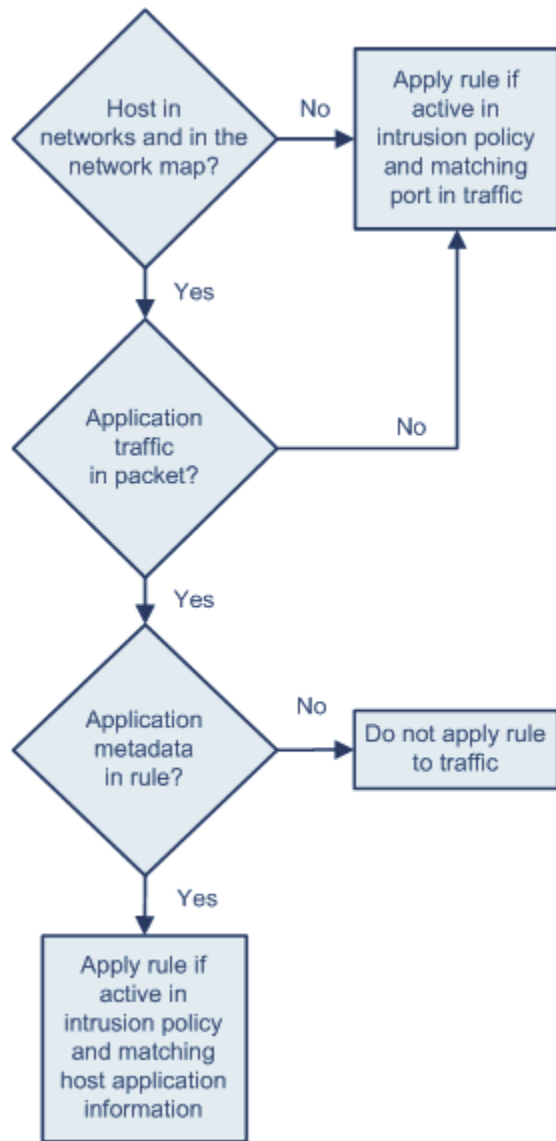 Host in
networks and in the
network map?
No
Apply rule if
active in
intrusion policy
and matching
port in traffic
Yes
Application
traffic
in packet?
No
Yes
Application
metadada
in rule?
No
Do not apply rule
to traffic
Yes
Apply rule if
active in
intrusion policy
and matching
host application
information